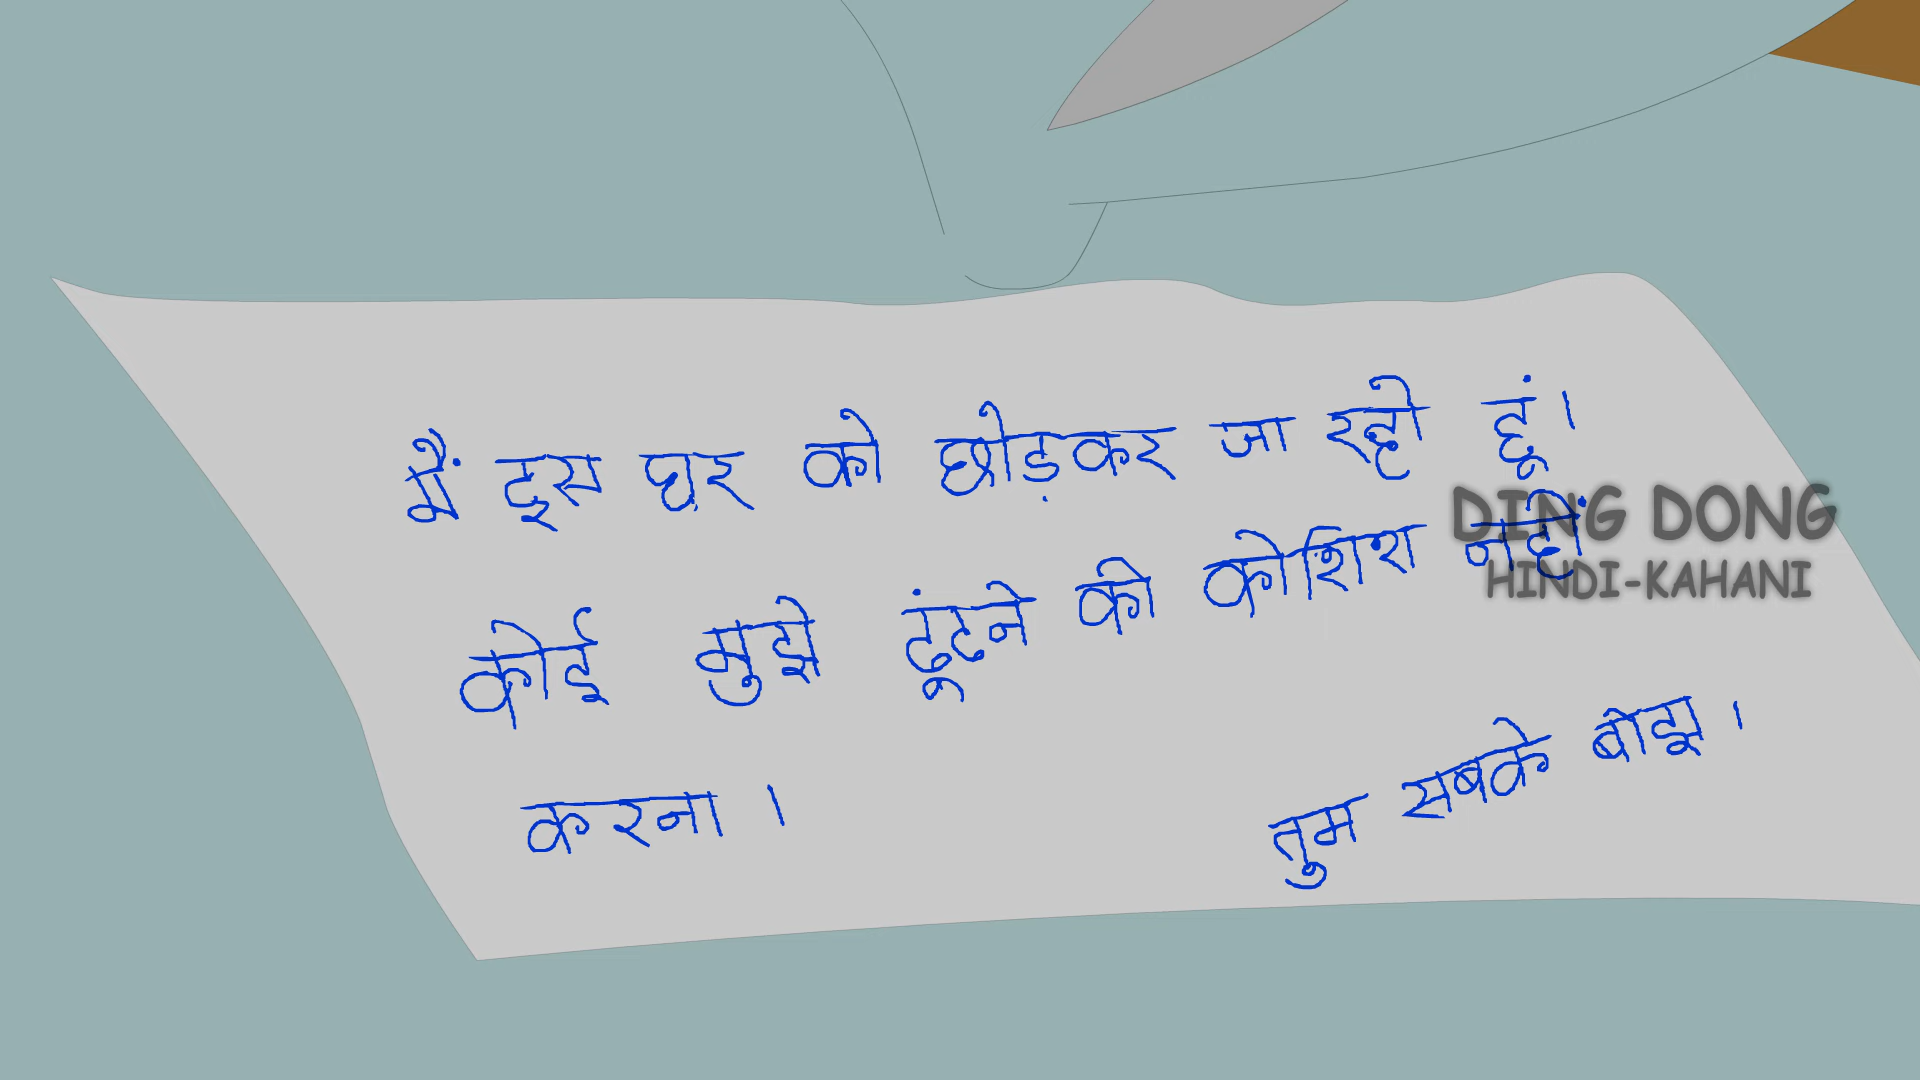 मैं इस घर को छोड़कर जा रही हूं।
DING DONG
HINDI-KAHANI
कोई मुझे ढूंढने की कोशिश नहीं
करना ।
तुम सबके बोझ ।